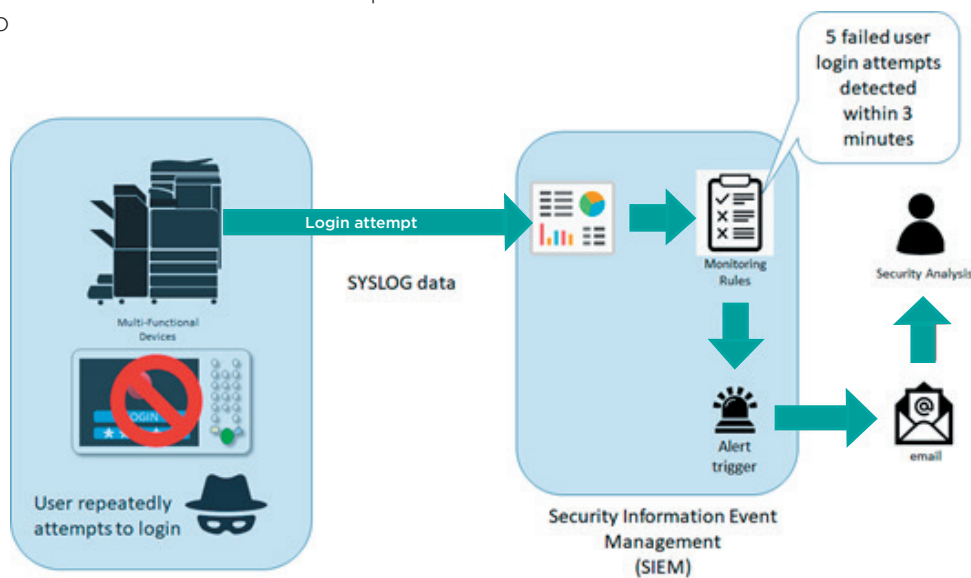 5 failed user
login attempts
detected
within 3
minutes
Login attempt
SYSLOG data
Multi-Functional
Devices
LOGIN
User repeatedly
attempts to login
Monitoring
Rules
Alert
trigger
Security Information Event
Management
(SIEM)
@
email
Security Analysis